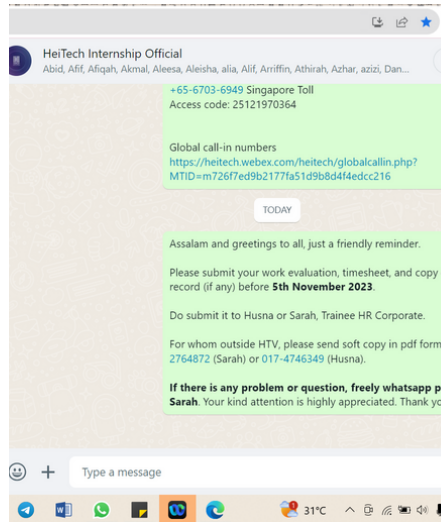 HeiTech Internship Official
Abid, Afif, Afiqah, Akmal, Aleesa, Aleisha, alia, Alif, Arriffin, Athirah, Azhar, azizi, Dan...
+65-6703-6949 Singapore Toll
Access code: 25121970364
Global call-in numbers
https://heitech.webex.com/heitech/globalcallin.php?
MTID=m726f7ed9b2177fa51d9b8d4f4edcc216
TODAY
Assalam and greetings to all, just a friendly reminder.
Please submit your work evaluation, timesheet, and copy
record (if any) before 5th November 2023.
Do submit it to Husna or Sarah, Trainee HR Corporate.
For whom outside HTV, please send soft copy in pdf form
2764872 (Sarah) or 017-4746349 (Husna).
If there is any problem or question, freely whatsapp p
Sarah. Your kind attention is highly appreciated. Thank yo
Type a message
31°C